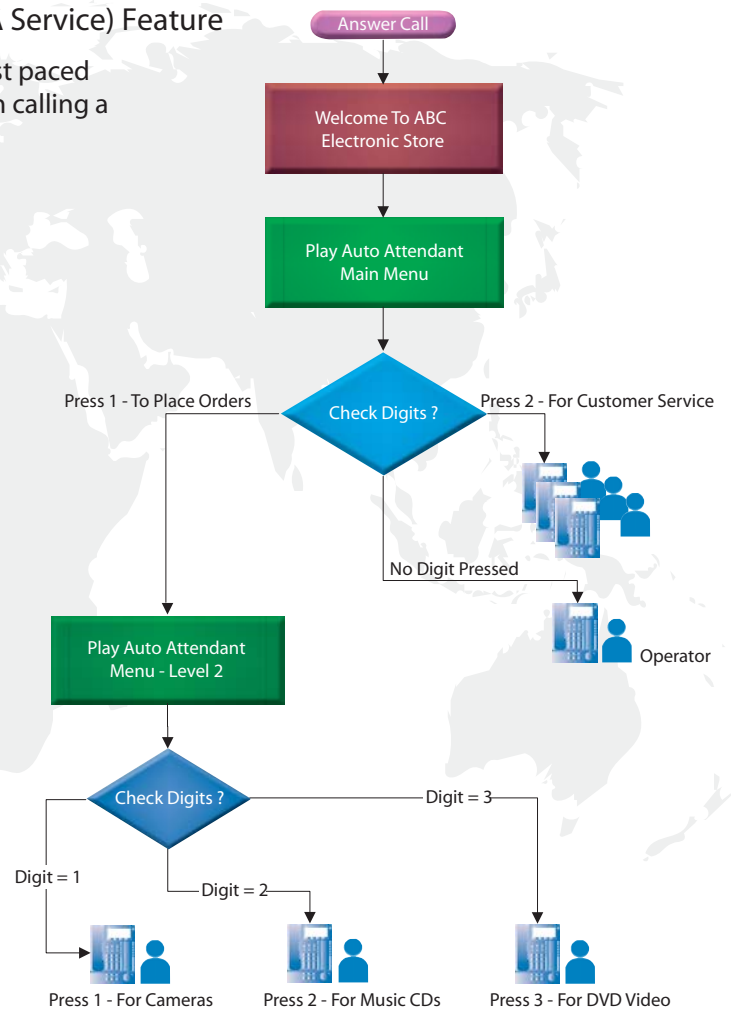 A Service) Feature
st paced
n calling a
Answer Call
Welcome To ABC
Electronic Store
Play Auto Attendant
Main Menu
Check Digits ?
Press 1 - To Place Orders
Press 2 - For Customer Service
No Digit Pressed
Operator
Play Auto Attendant
Menu - Level 2
Check Digits ?
Digit = 1
Digit = 2
Digit = 3
Press 1 - For Cameras
Press 2 - For Music CDs
Press 3 - For DVD Video